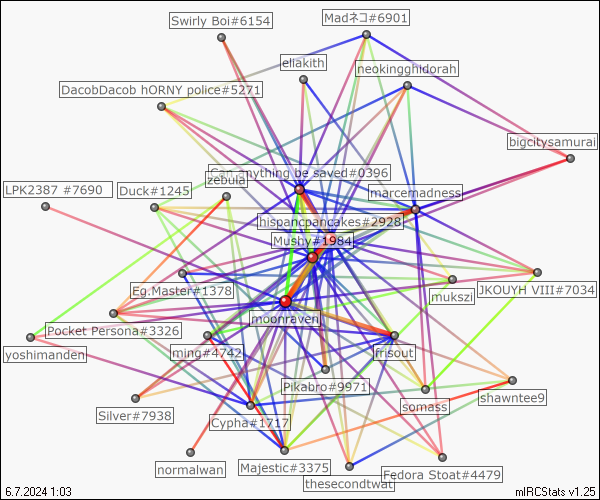 Swirly Boi#6154
Madネコ#6901
eliakith
neokingghidorah
DacobDacob hORNY police#5271
bigcitysamurai
Can anything be saved#0396
zebula
LPK2387 #7690
Duck#1245
marcermadness
hispancpancakes#2928
Mushy#1984
Eg.Master#1378
mukszi
JKOUYH VIII#7034
moonraven
Pocket Persona#3326
yoshimanden
ming#4742
frisout
Pikabro#9971
somass
shawntee9
Silver#7938
Cypha#1717
normalwan
Majestic#3375
thesecondtwat
Fedora Stoat#4479
6.7.2024 1:03
mIRCStats v1.25